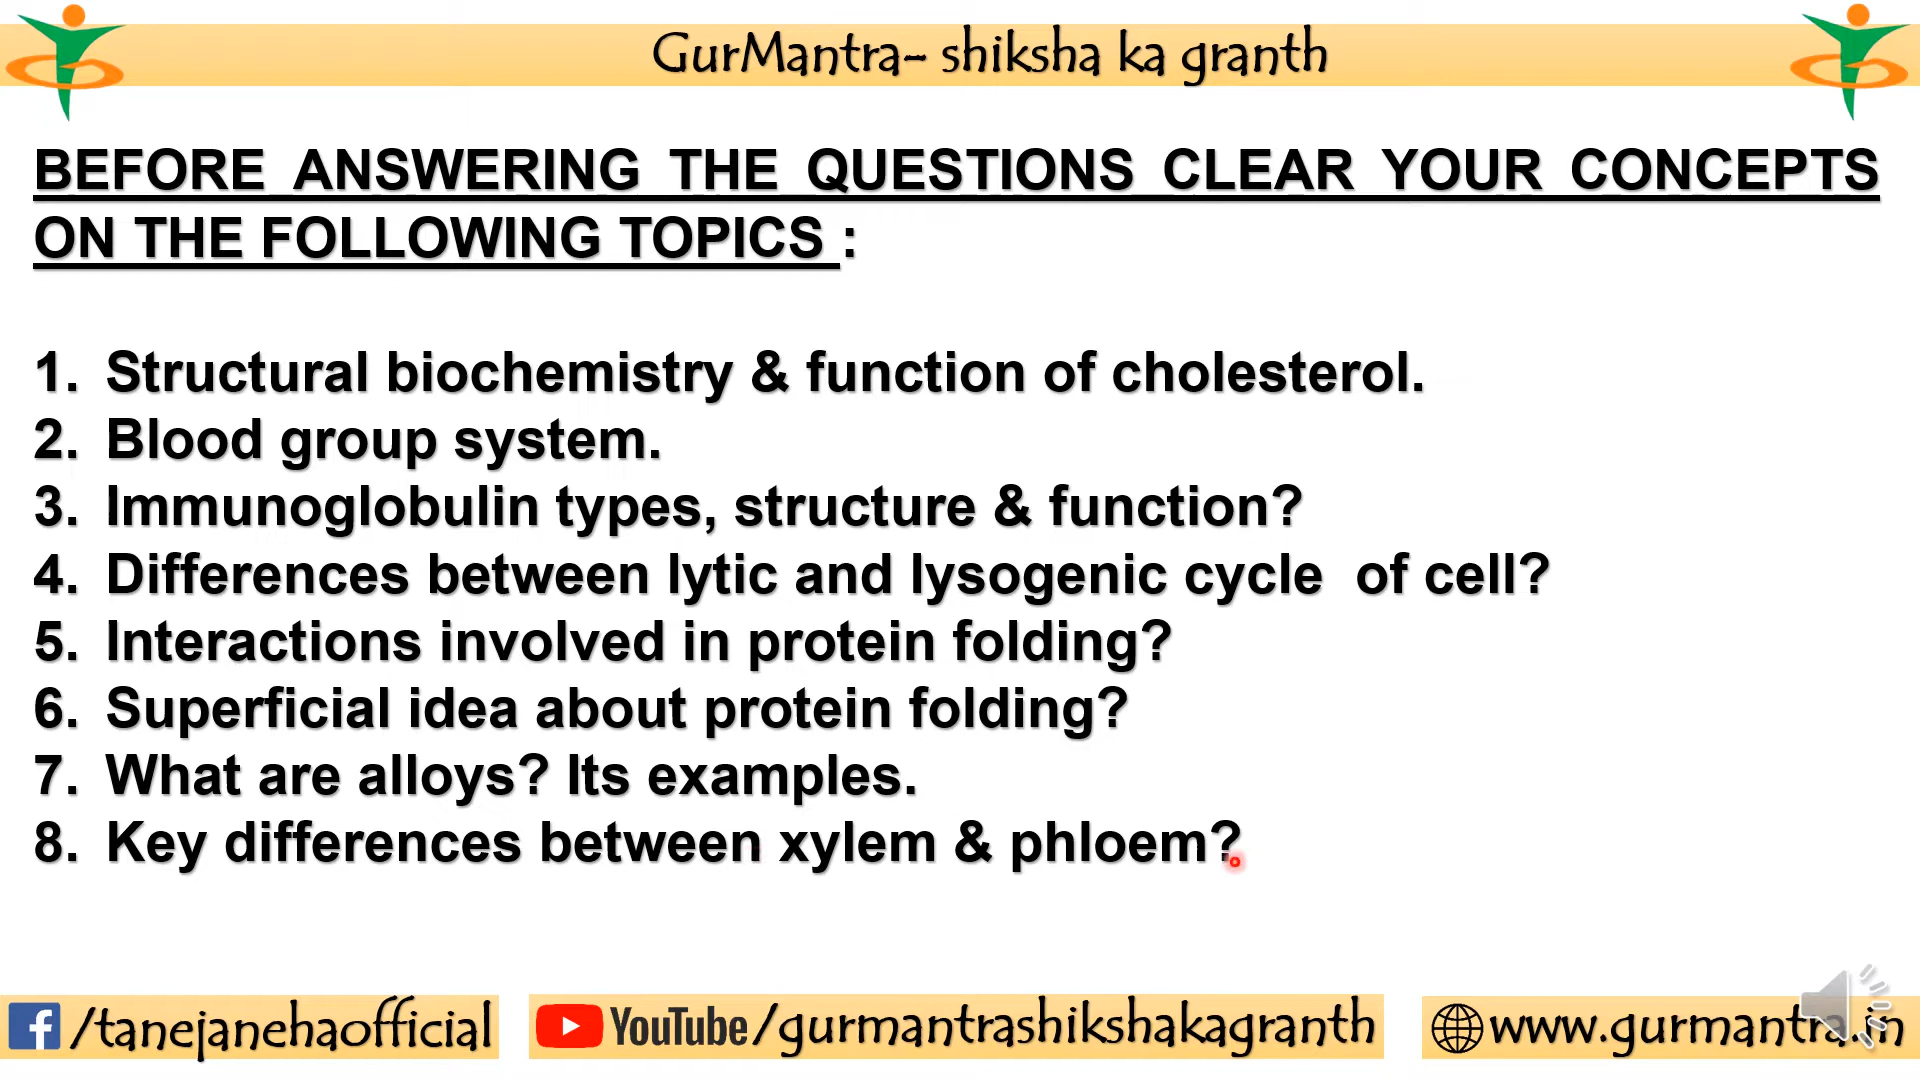 GurMantra- shiksha ka granth
BEFORE ANSWERING THE QUESTIONS CLEAR YOUR CONCEPTS
ON THE FOLLOWING TOPICS :
1. Structural biochemistry & function of cholesterol.
2. Blood group system.
3. Immunoglobulin types, structure & function?
4. Differences between lytic and lysogenic cycle of cell?
5. Interactions involved in protein folding?
6. Superficial idea about protein folding?
7. What are alloys? Its examples.
8. Key differences between xylem & phloem?
f /tanejanehaofficial
YouTube /gurmantrashikshakagranth
www.gurmantra.in